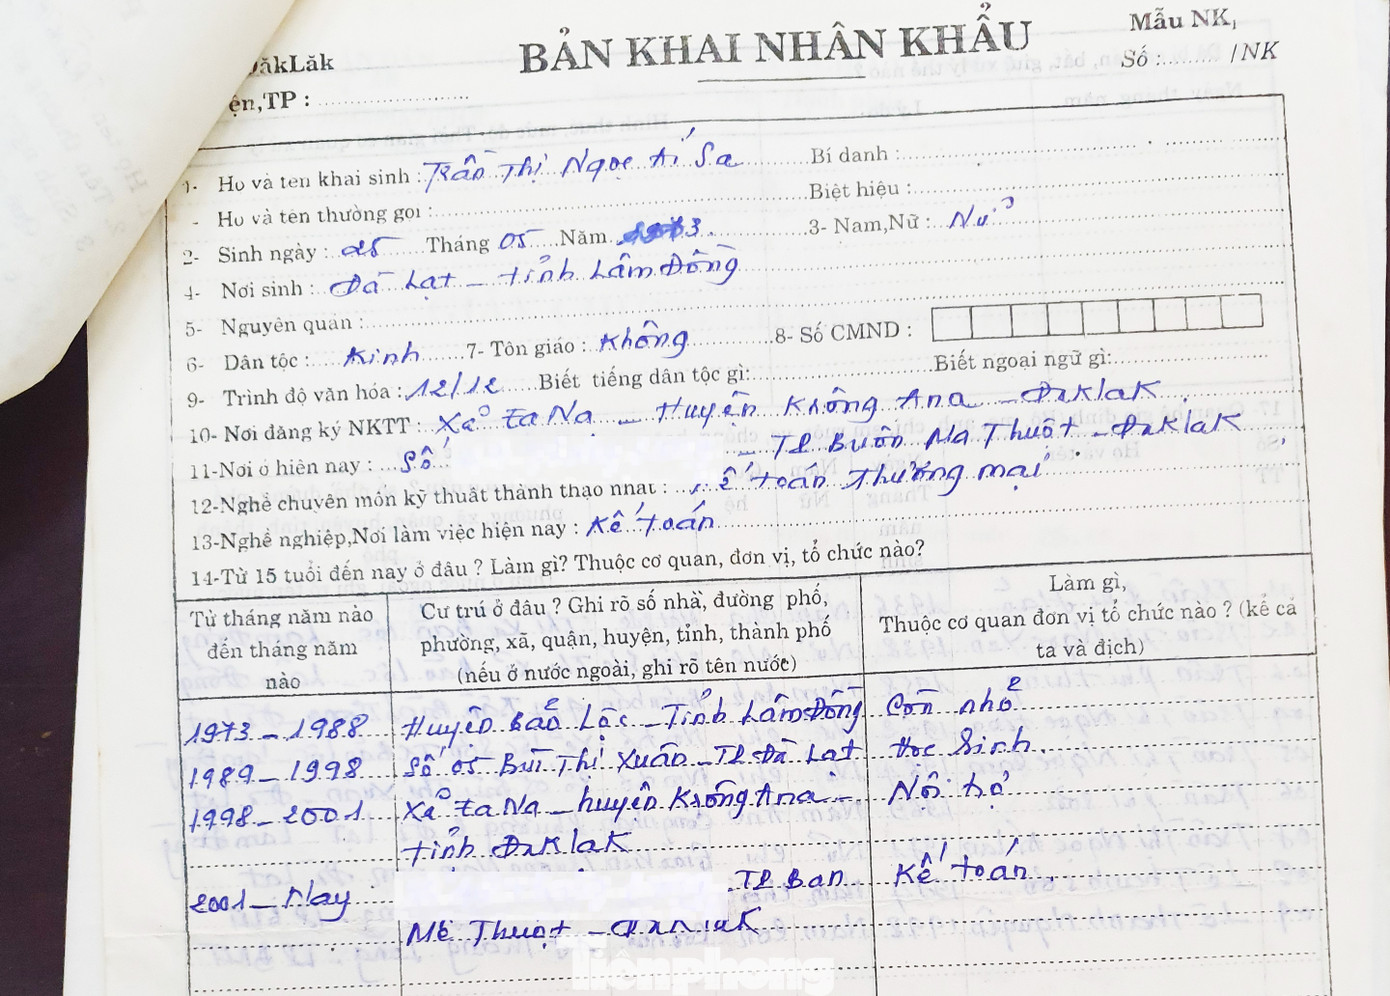 BẢN KHAI NHÂN KHẨU
Mẫu NK1
ĐăkLăk
Số :......... /NK
ện,TP :
1- Họ và tên khai sinh : Trần Thị Ngọc Ái Sa Bí danh :
- Họ và tên thường gọi : Biệt hiệu :
2- Sinh ngày : 25 Tháng 05 Năm 1973. 3- Nam,Nữ : Nữ
4- Nơi sinh : Đà Lạt - tỉnh Lâm Đồng
5- Nguyên quán :
6- Dân tộc : Kinh 7- Tôn giáo : Không 8- Số CMND :
9- Trình độ văn hóa : 12/12 Biết tiếng dân tộc gì: Biết ngoại ngữ gì:
10- Nơi đăng ký NKTT : Xã Ea Na - Huyện Krông Ana - ĐăkLăk.
11-Nơi ở hiện nay : Số - TP Buôn Ma Thuột - ĐăkLăk
12-Nghề chuyên môn kỹ thuật thành thạo nhất : ế toán thương mại
13-Nghề nghiệp,Nơi làm việc hiện nay : Kế toán
14-Từ 15 tuổi đến nay ở đâu ? Làm gì? Thuộc cơ quan, đơn vị, tổ chức nào?
Từ tháng năm nào
đến tháng năm
nào
Cư trú ở đâu ? Ghi rõ số nhà, đường phố,
phường, xã, quận, huyện, tỉnh, thành phố
(nếu ở nước ngoài, ghi rõ tên nước)
Làm gì,
Thuộc cơ quan đơn vị tổ chức nào ? (kể cả
ta và địch)
1973 - 1988 Huyện Bảo Lộc - Tỉnh Lâm Đồng Còn nhỏ
1989 - 1998 Số 05 Bùi Thị Xuân - TP Đà Lạt Học Sinh.
1998 - 2001 Xã Ea Na - huyện Krông Ana - Nội trợ
tỉnh ĐăkLăk
2001 - Nay TP Ban Kế toán.
Mê Thuột - ĐăkLăk
tiền phong